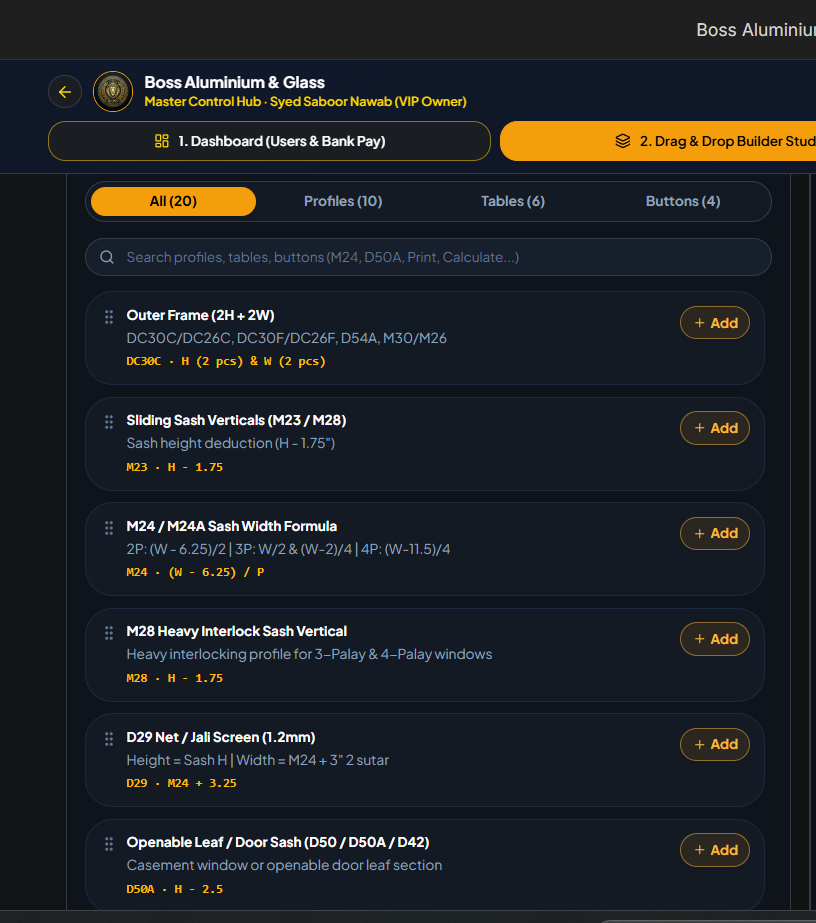 Boss Aluminiu
Boss Aluminium & Glass
Master Control Hub · Syed Saboor Nawab (VIP Owner)
1. Dashboard (Users & Bank Pay)
2. Drag & Drop Builder Stud
All (20)
Profiles (10)
Tables (6)
Buttons (4)
Search profiles, tables, buttons (M24, D50A, Print, Calculate...)
Outer Frame (2H + 2W)
+ Add
DC30C/DC26C, DC30F/DC26F, D54A, M30/M26
DC30C · H (2 pcs) & W (2 pcs)
Sliding Sash Verticals (M23 / M28)
+ Add
Sash height deduction (H - 1.75")
M23 · H - 1.75
M24 / M24A Sash Width Formula
+ Add
2P: (W - 6.25)/2 | 3P: W/2 & (W-2)/4 | 4P: (W-11.5)/4
M24 · (W - 6.25) / P
M28 Heavy Interlock Sash Vertical
+ Add
Heavy interlocking profile for 3-Palay & 4-Palay windows
M28 · H - 1.75
D29 Net / Jali Screen (1.2mm)
+ Add
Height = Sash H | Width = M24 + 3" 2 sutar
D29 · M24 + 3.25
Openable Leaf / Door Sash (D50 / D50A / D42)
+ Add
Casement window or openable door leaf section
D50A · H - 2.5